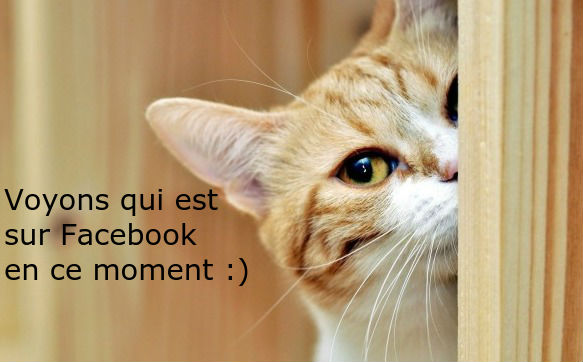 Voyons qui est
sur Facebook
en ce moment :)